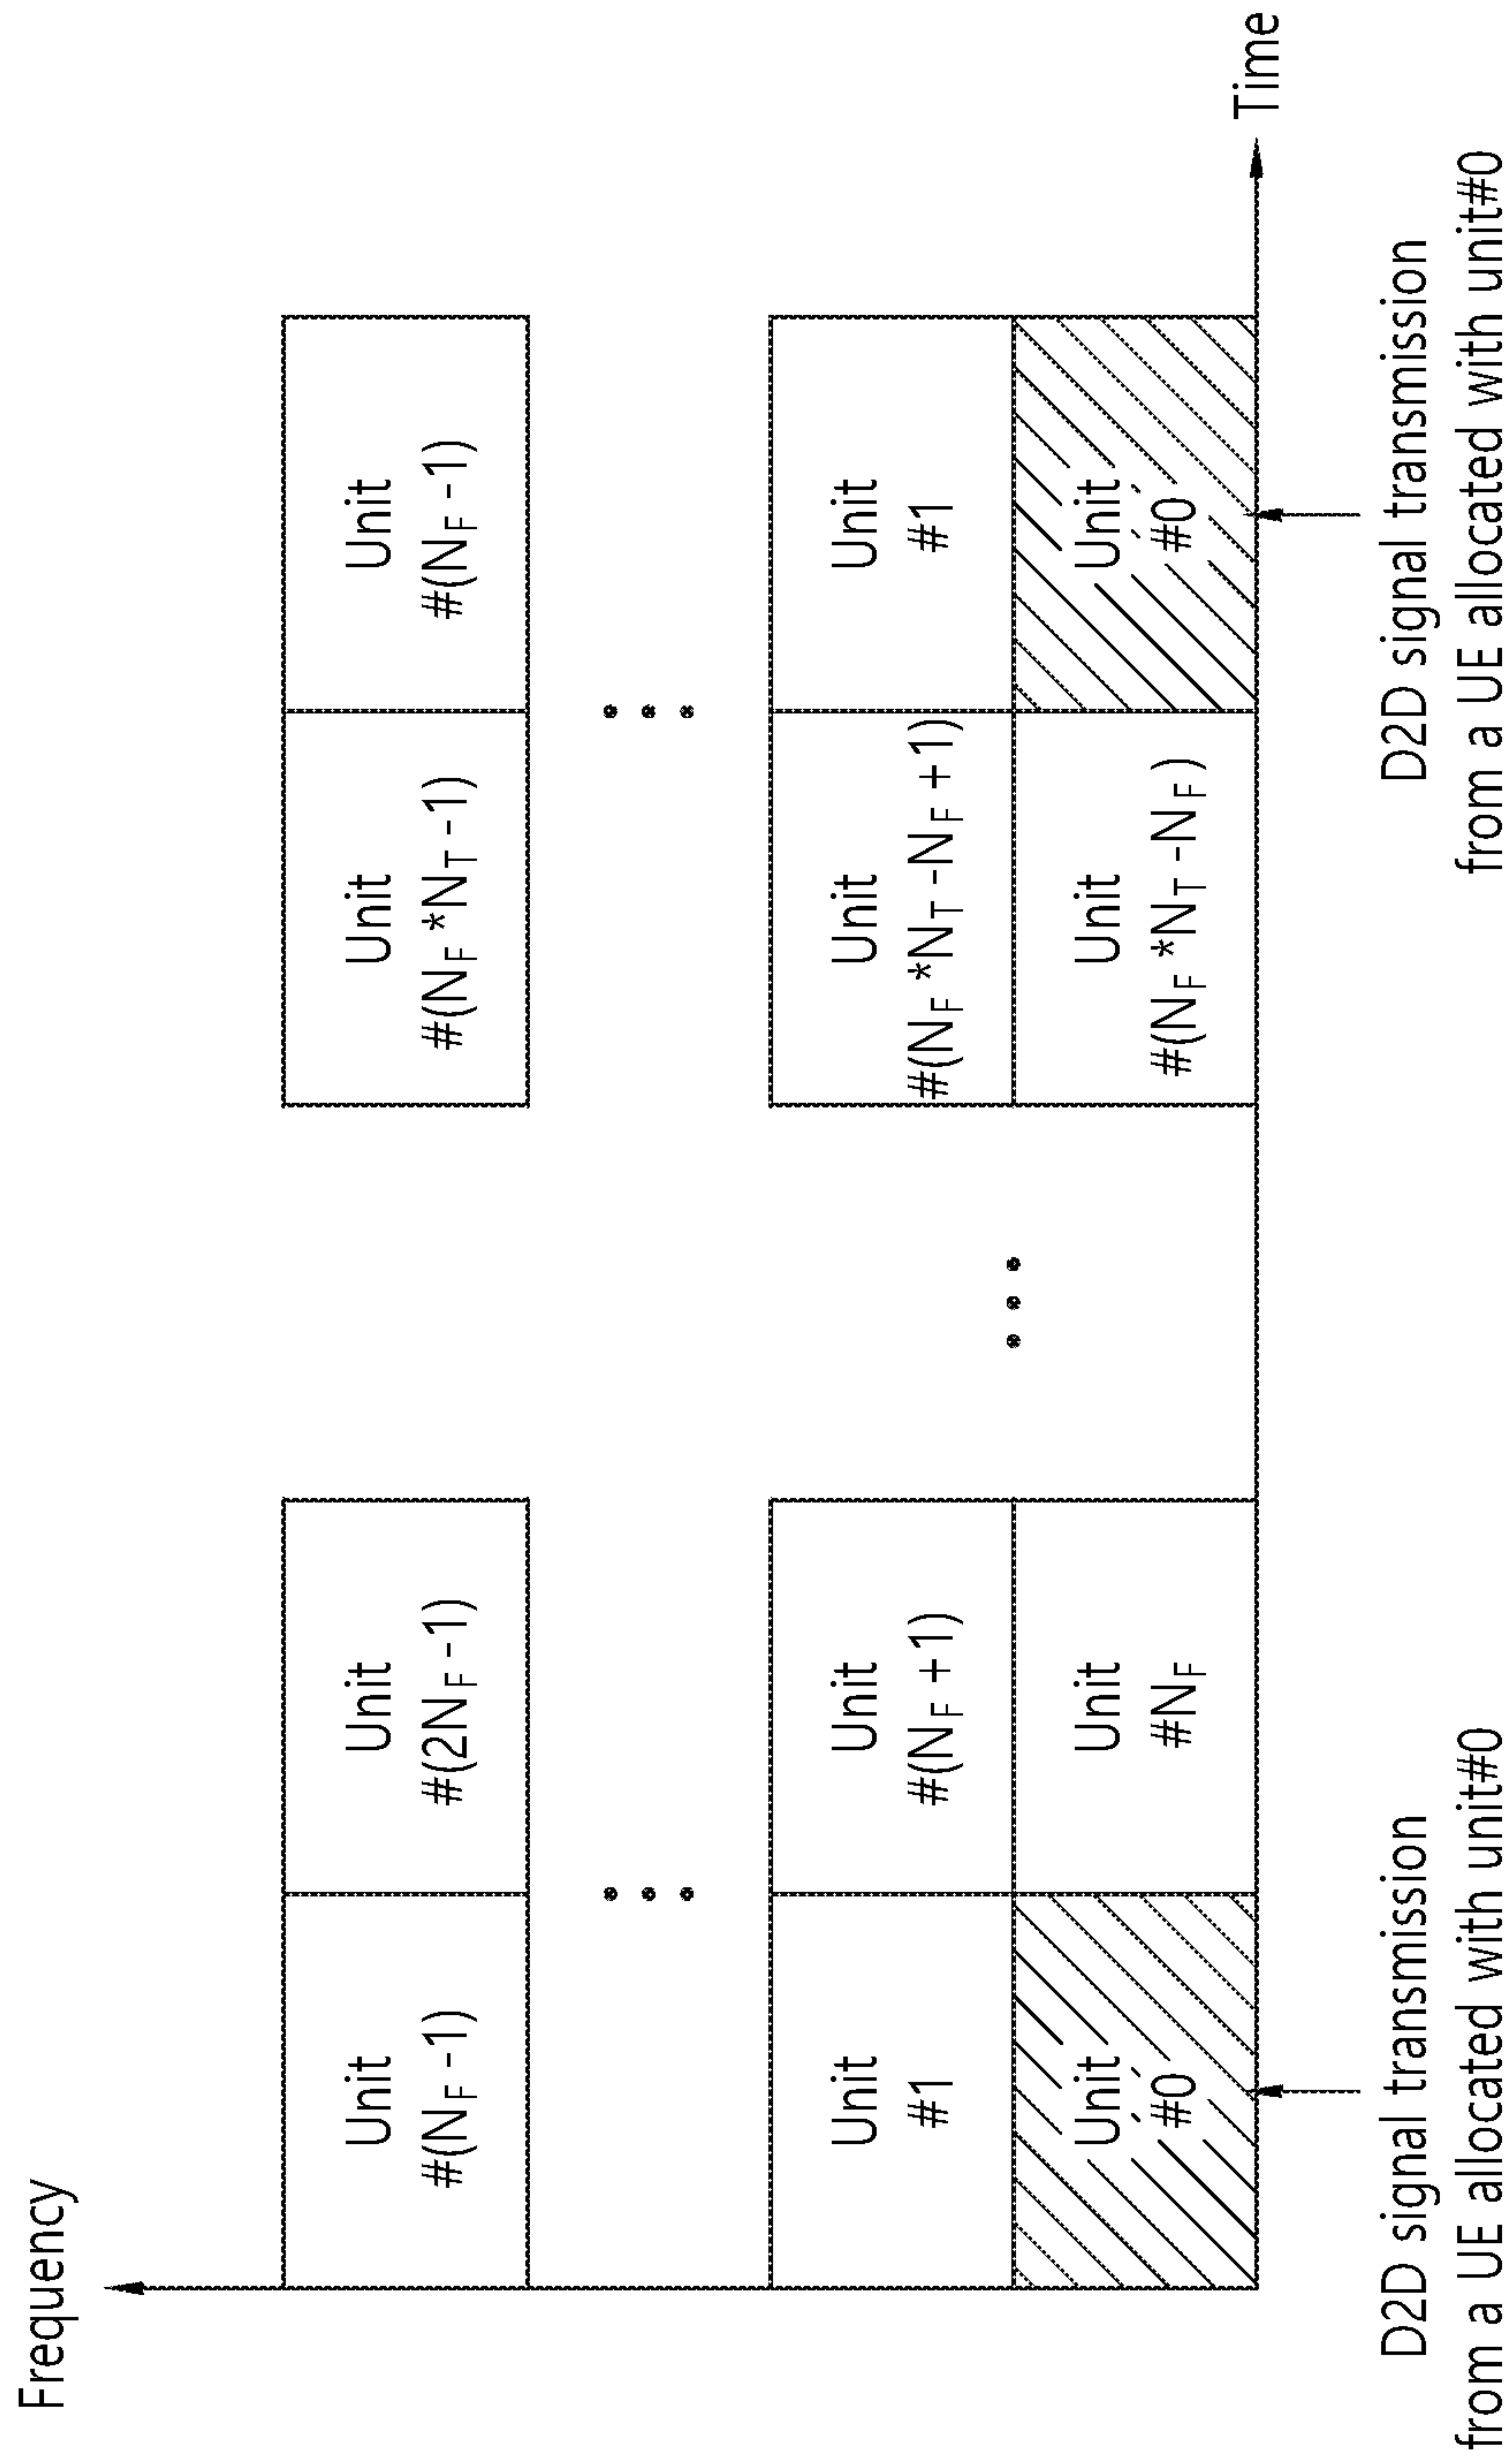 Frequency
Unit
#(N_F-1)
Unit
#(2N_F-1)
Unit
#(N_F*N_T-1)
Unit
#(N_F-1)
Unit
#1
Unit
#(N_F+1)
Unit
#(N_F*N_T-N_F+1)
Unit
#1
Unit
#0
Unit
#N_F
Unit
#(N_F*N_T-N_F)
Unit
#0
Time
D2D signal transmission
from a UE allocated with unit#0
D2D signal transmission
from a UE allocated with unit#0